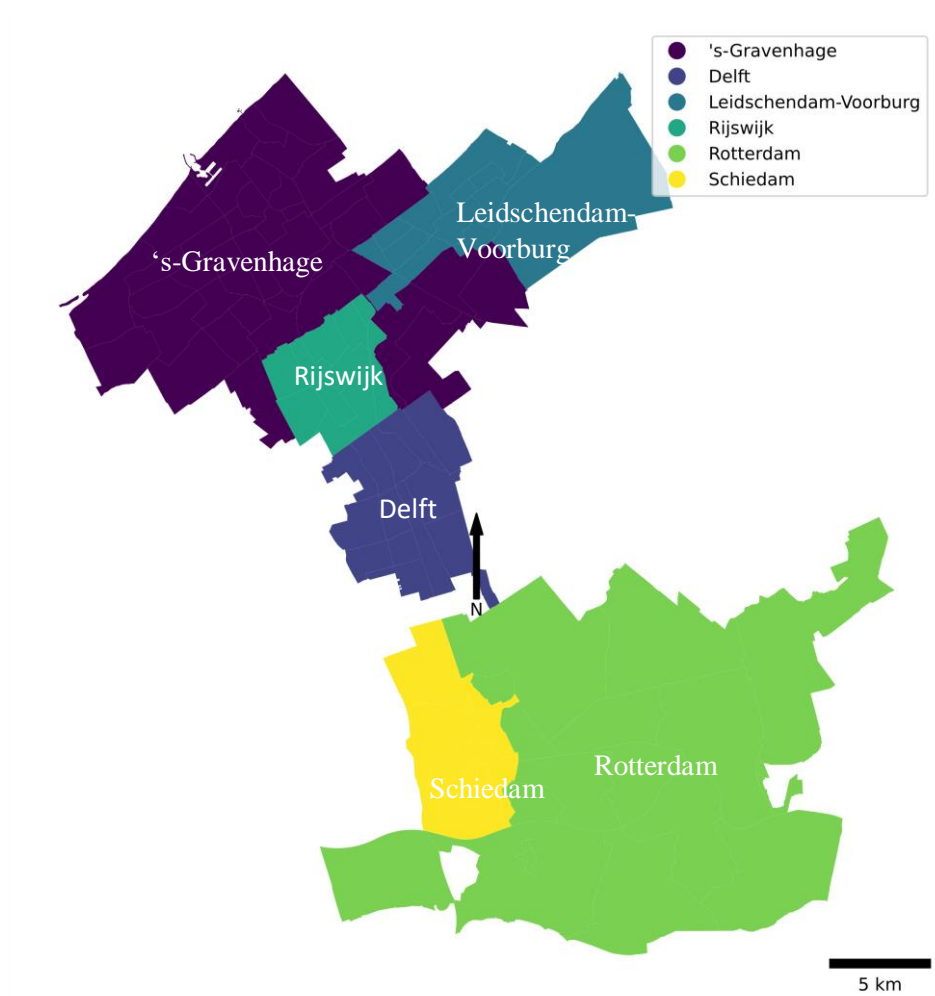 's-Gravenhage
Delft
Leidschendam-Voorburg
Rijswijk
Rotterdam
Schiedam
Leidschendam-
Voorburg
‘s-Gravenhage
Rijswijk
Delft
N
Rotterdam
Schiedam
5 km